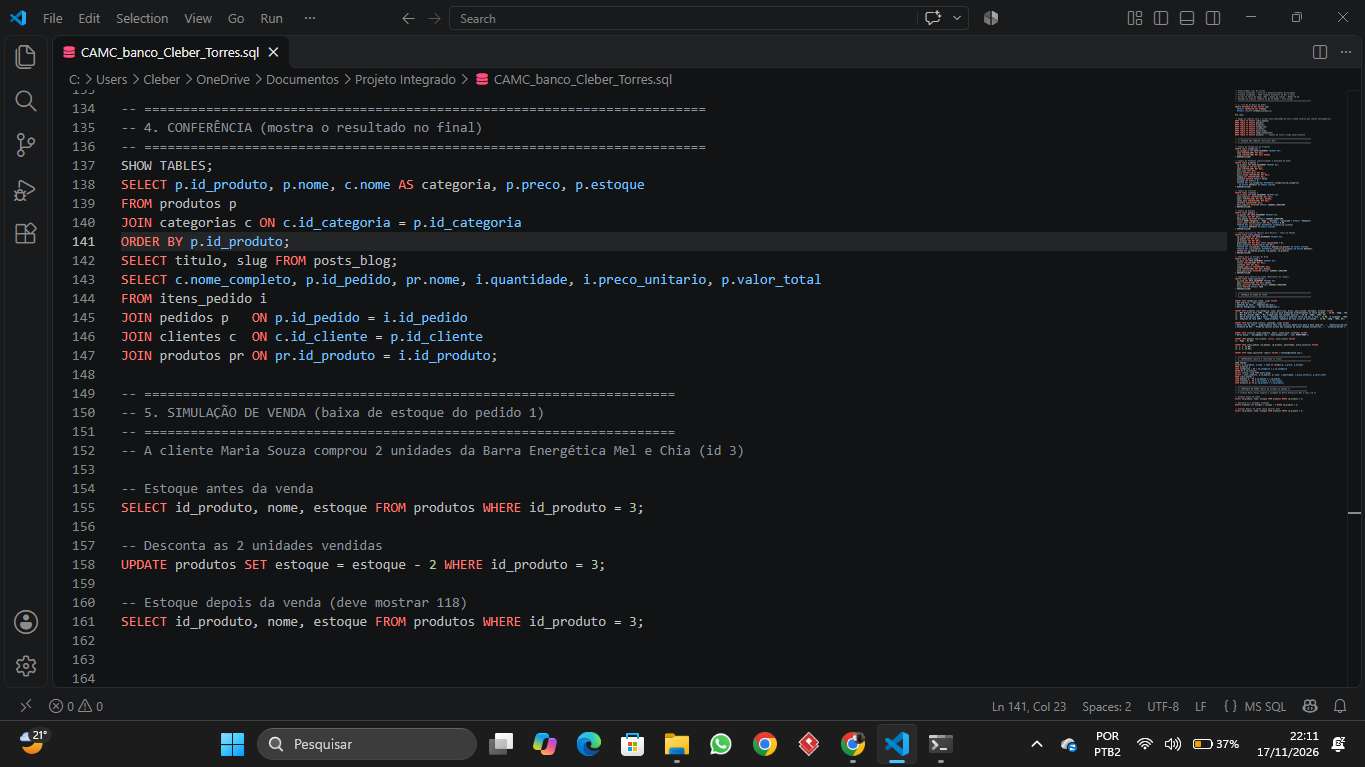 File Edit Selection View Go Run ··· Search
CAMC_banco_Cleber_Torres.sql
C: > Users > Cleber > OneDrive > Documentos > Projeto Integrado > CAMC_banco_Cleber_Torres.sql
133
134 -- =========================================================================
135 -- 4. CONFERÊNCIA (mostra o resultado no final)
136 -- =========================================================================
137 SHOW TABLES;
138 SELECT p.id_produto, p.nome, c.nome AS categoria, p.preco, p.estoque
139 FROM produtos p
140 JOIN categorias c ON c.id_categoria = p.id_categoria
141 ORDER BY p.id_produto;
142 SELECT titulo, slug FROM posts_blog;
143 SELECT c.nome_completo, p.id_pedido, pr.nome, i.quantidade, i.preco_unitario, p.valor_total
144 FROM itens_pedido i
145 JOIN pedidos p   ON p.id_pedido = i.id_pedido
146 JOIN clientes c  ON c.id_cliente = p.id_cliente
147 JOIN produtos pr ON pr.id_produto = i.id_produto;
148
149 -- =====================================================================
150 -- 5. SIMULAÇÃO DE VENDA (baixa de estoque do pedido 1)
151 -- =====================================================================
152 -- A cliente Maria Souza comprou 2 unidades da Barra Energética Mel e Chia (id 3)
153
154 -- Estoque antes da venda
155 SELECT id_produto, nome, estoque FROM produtos WHERE id_produto = 3;
156
157 -- Desconta as 2 unidades vendidas
158 UPDATE produtos SET estoque = estoque - 2 WHERE id_produto = 3;
159
160 -- Estoque depois da venda (deve mostrar 118)
161 SELECT id_produto, nome, estoque FROM produtos WHERE id_produto = 3;
162
163
164
0 0 Ln 141, Col 23 Spaces: 2 UTF-8 LF { } MS SQL
21° Pesquisar POR 37% 22:11
PTB2 17/11/2026